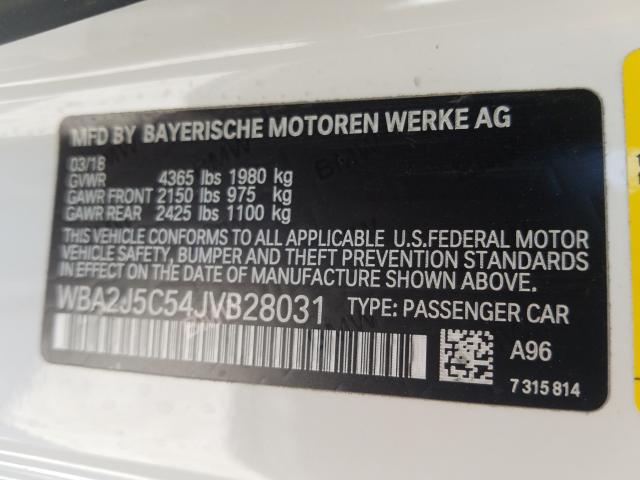 MFD BY BAYERISCHE MOTOREN WERKE AG
03/18
GVWR 4365 lbs 1980 kg
GAWR FRONT 2150 lbs 975 kg
GAWR REAR 2425 lbs 1100 kg
THIS VEHICLE CONFORMS TO ALL APPLICABLE U.S.FEDERAL MOTOR
VEHICLE SAFETY, BUMPER AND THEFT PREVENTION STANDARDS
IN EFFECT ON THE DATE OF MANUFACTURE SHOWN ABOVE.
WBA2J5C54JVB28031 TYPE: PASSENGER CAR
A96
7 315 814